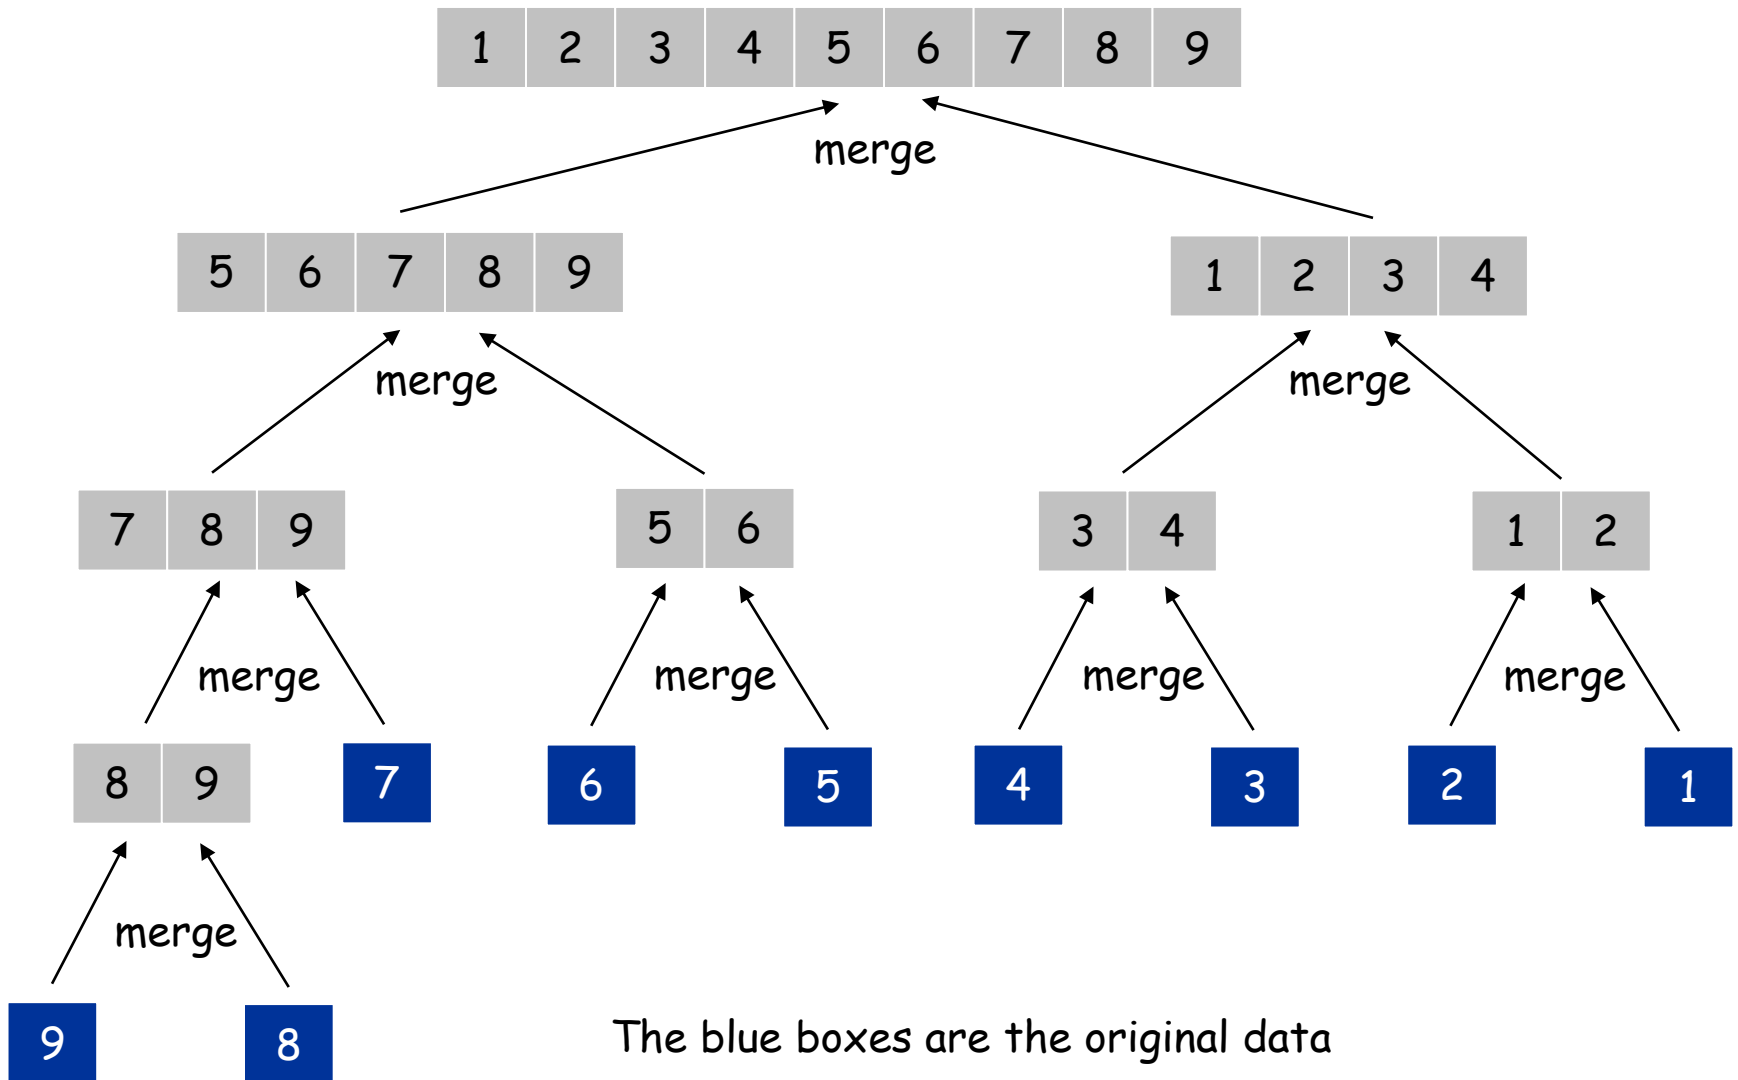 1 2 3 4 5 6 7 8 9
merge
5 6 7 8 9
1 2 3 4
merge
merge
7 8 9
5 6
3 4
1 2
merge
merge
merge
merge
8 9
7
6
5
4
3
2
1
merge
9
8
The blue boxes are the original data